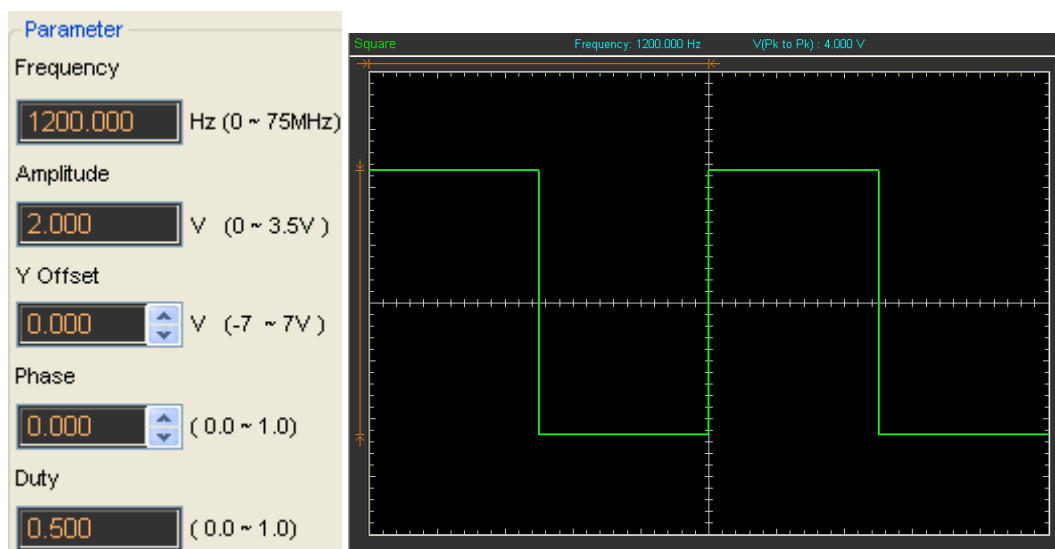 Parameter
Frequency
1200.000 Hz (0 ~ 75MHz)
Amplitude
2.000 V (0 ~ 3.5V )
Y Offset
0.000 V (-7 ~ 7V )
Phase
0.000 ( 0.0 ~ 1.0)
Duty
0.500 ( 0.0 ~ 1.0)
Square Frequency: 1200.000 Hz V(Pk to Pk) : 4.000 V